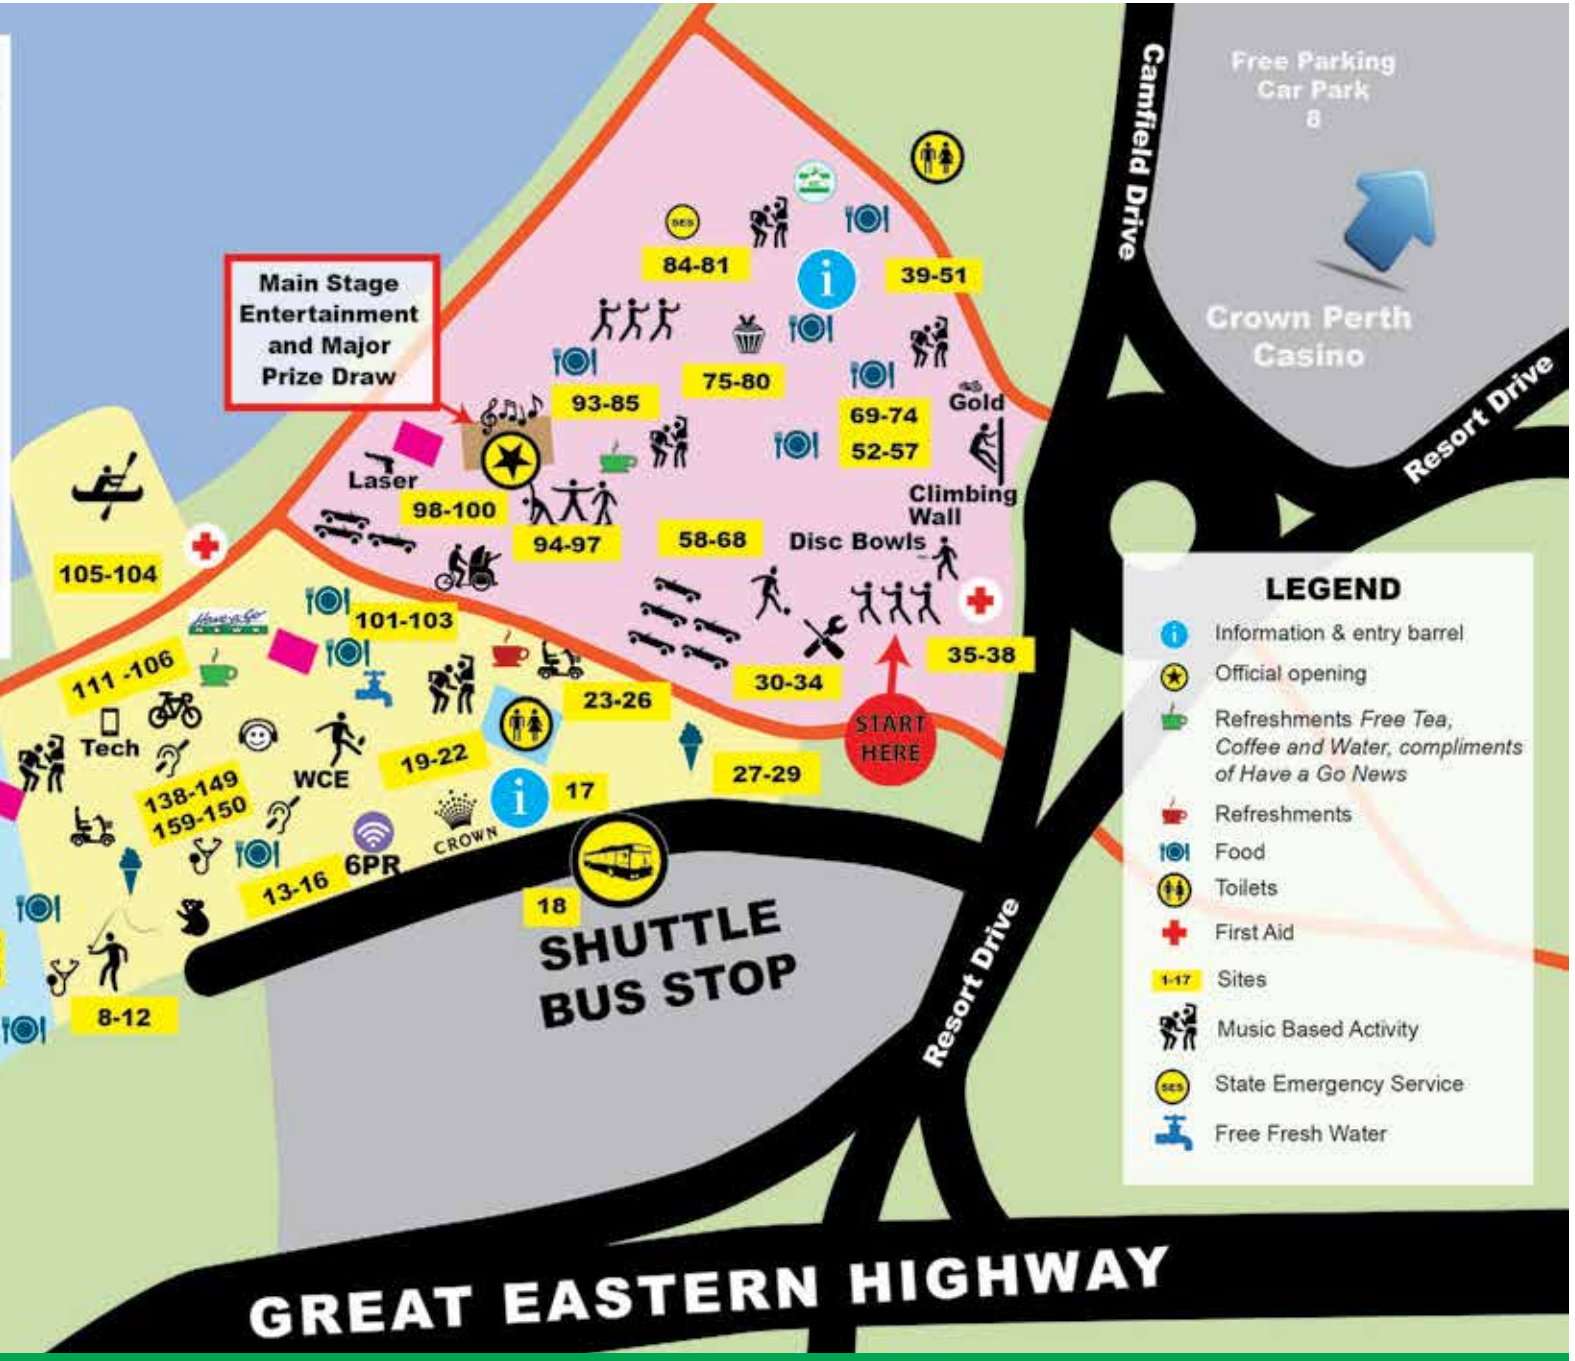 Free Parking
Car Park
8
Camfield Drive
Crown Perth
Casino
Resort Drive
Main Stage
Entertainment
and Major
Prize Draw
SES
84-81
i
39-51
75-80
93-85
69-74
52-57
Gold
Climbing
Wall
Laser
98-100
94-97
58-68
Disc Bowls
105-104
101-103
Have a Go
NEWS
111 -106
35-38
30-34
23-26
START
HERE
Tech
WCE
19-22
27-29
138-149
159-150
i
17
CROWN
6PR
13-16
18
SHUTTLE
BUS STOP
8-12
Resort Drive
GREAT EASTERN HIGHWAY
LEGEND
i Information & entry barrel
Official opening
Refreshments Free Tea,
Coffee and Water, compliments
of Have a Go News
Refreshments
Food
Toilets
First Aid
1-17 Sites
Music Based Activity
SES State Emergency Service
Free Fresh Water